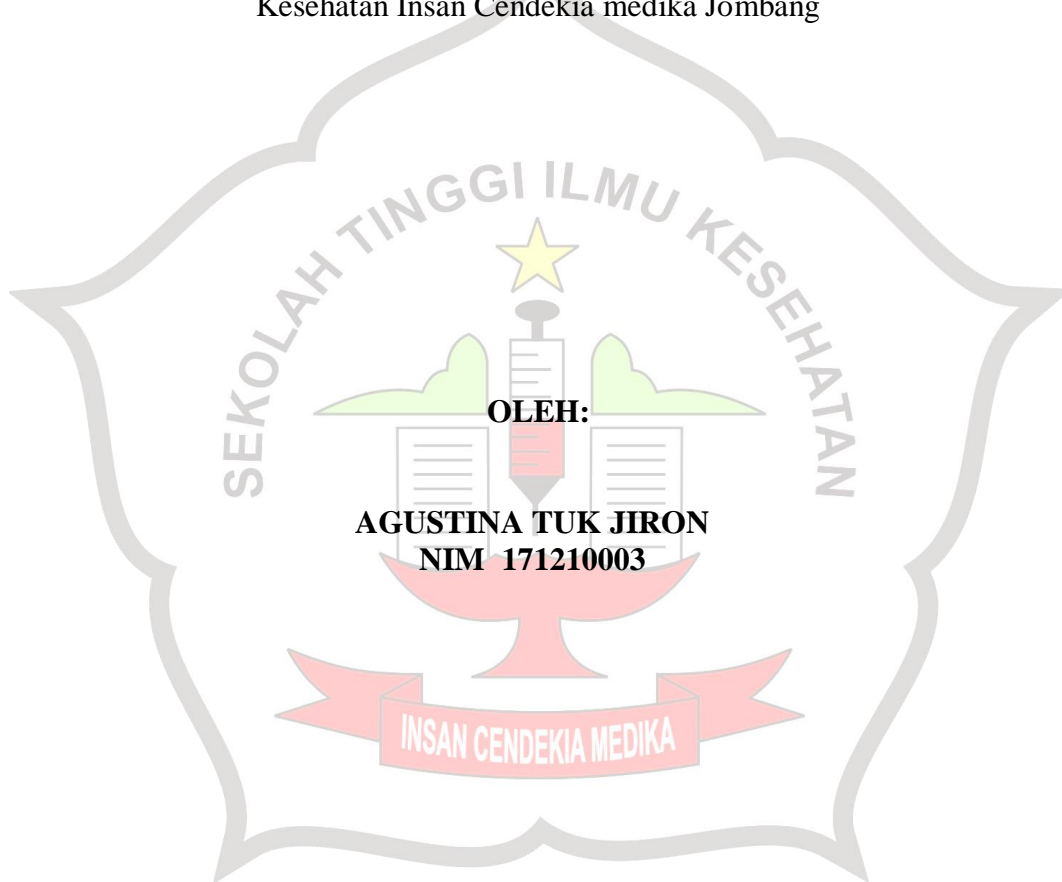 Kesehatan Insan Cendekia medika Jombang
SEKOLAH TINGGI ILMU KESEHATAN
OLEH:
AGUSTINA TUK JIRON
NIM 171210003
INSAN CENDEKIA MEDIKA